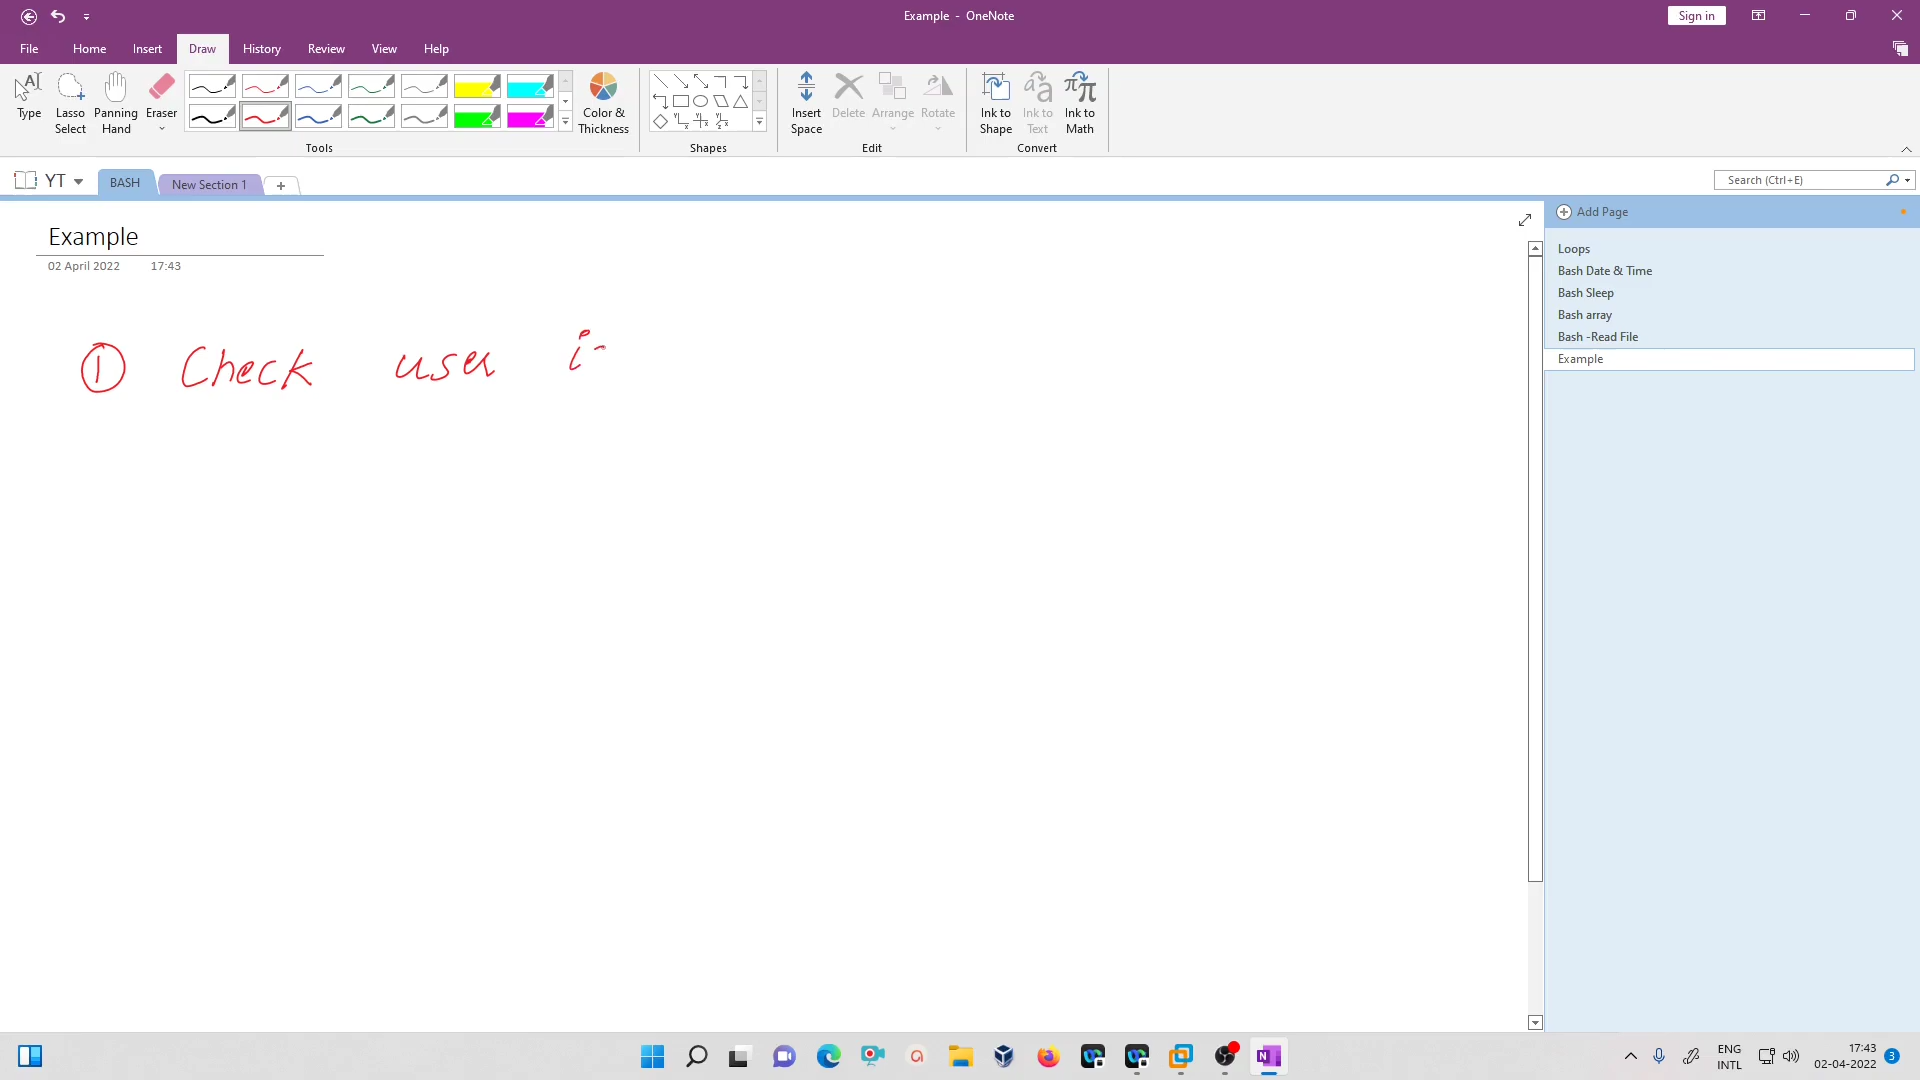 Example - OneNote
Sign in
File Home Insert Draw History Review View Help
Type
Lasso Select
Panning Hand
Eraser
Color & Thickness
Insert Space
Delete
Arrange
Rotate
Ink to Shape
Ink to Text
Ink to Math
Tools Shapes Edit Convert
YT BASH New Section 1
Search (Ctrl+E)
Example
02 April 2022 17:43
① Check user i
Add Page
Loops
Bash Date & Time
Bash Sleep
Bash array
Bash -Read File
Example
ENG
INTL
17:43
02-04-2022
3